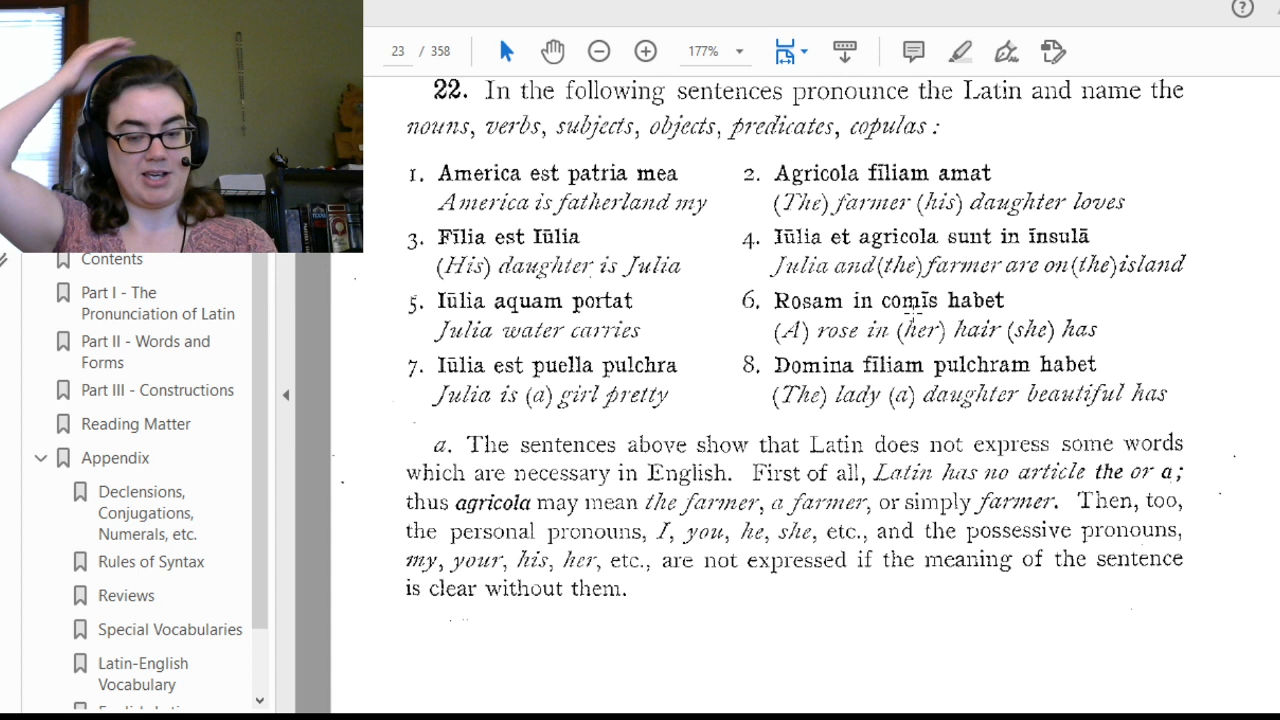 23 / 358
177%
Contents
Part I - The
Pronunciation of Latin
Part II - Words and
Forms
Part III - Constructions
Reading Matter
Appendix
Declensions,
Conjugations,
Numerals, etc.
Rules of Syntax
Reviews
Special Vocabularies
Latin-English
Vocabulary
22. In the following sentences pronounce the Latin and name the
nouns, verbs, subjects, objects, predicates, copulas :
1. America est patria mea
America is fatherland my
2. Agricola fīliam amat
(The) farmer (his) daughter loves
3. Fīlia est Iūlia
(His) daughter is Julia
4. Iūlia et agricola sunt in īnsulā
Julia and (the) farmer are on (the) island
5. Iūlia aquam portat
Julia water carries
6. Rosam in comīs habet
(A) rose in (her) hair (she) has
7. Iūlia est puella pulchra
Julia is (a) girl pretty
8. Domina fīliam pulchram habet
(The) lady (a) daughter beautiful has
a. The sentences above show that Latin does not express some words
which are necessary in English. First of all, Latin has no article the or a;
thus agricola may mean the farmer, a farmer, or simply farmer. Then, too,
the personal pronouns, I, you, he, she, etc., and the possessive pronouns,
my, your, his, her, etc., are not expressed if the meaning of the sentence
is clear without them.